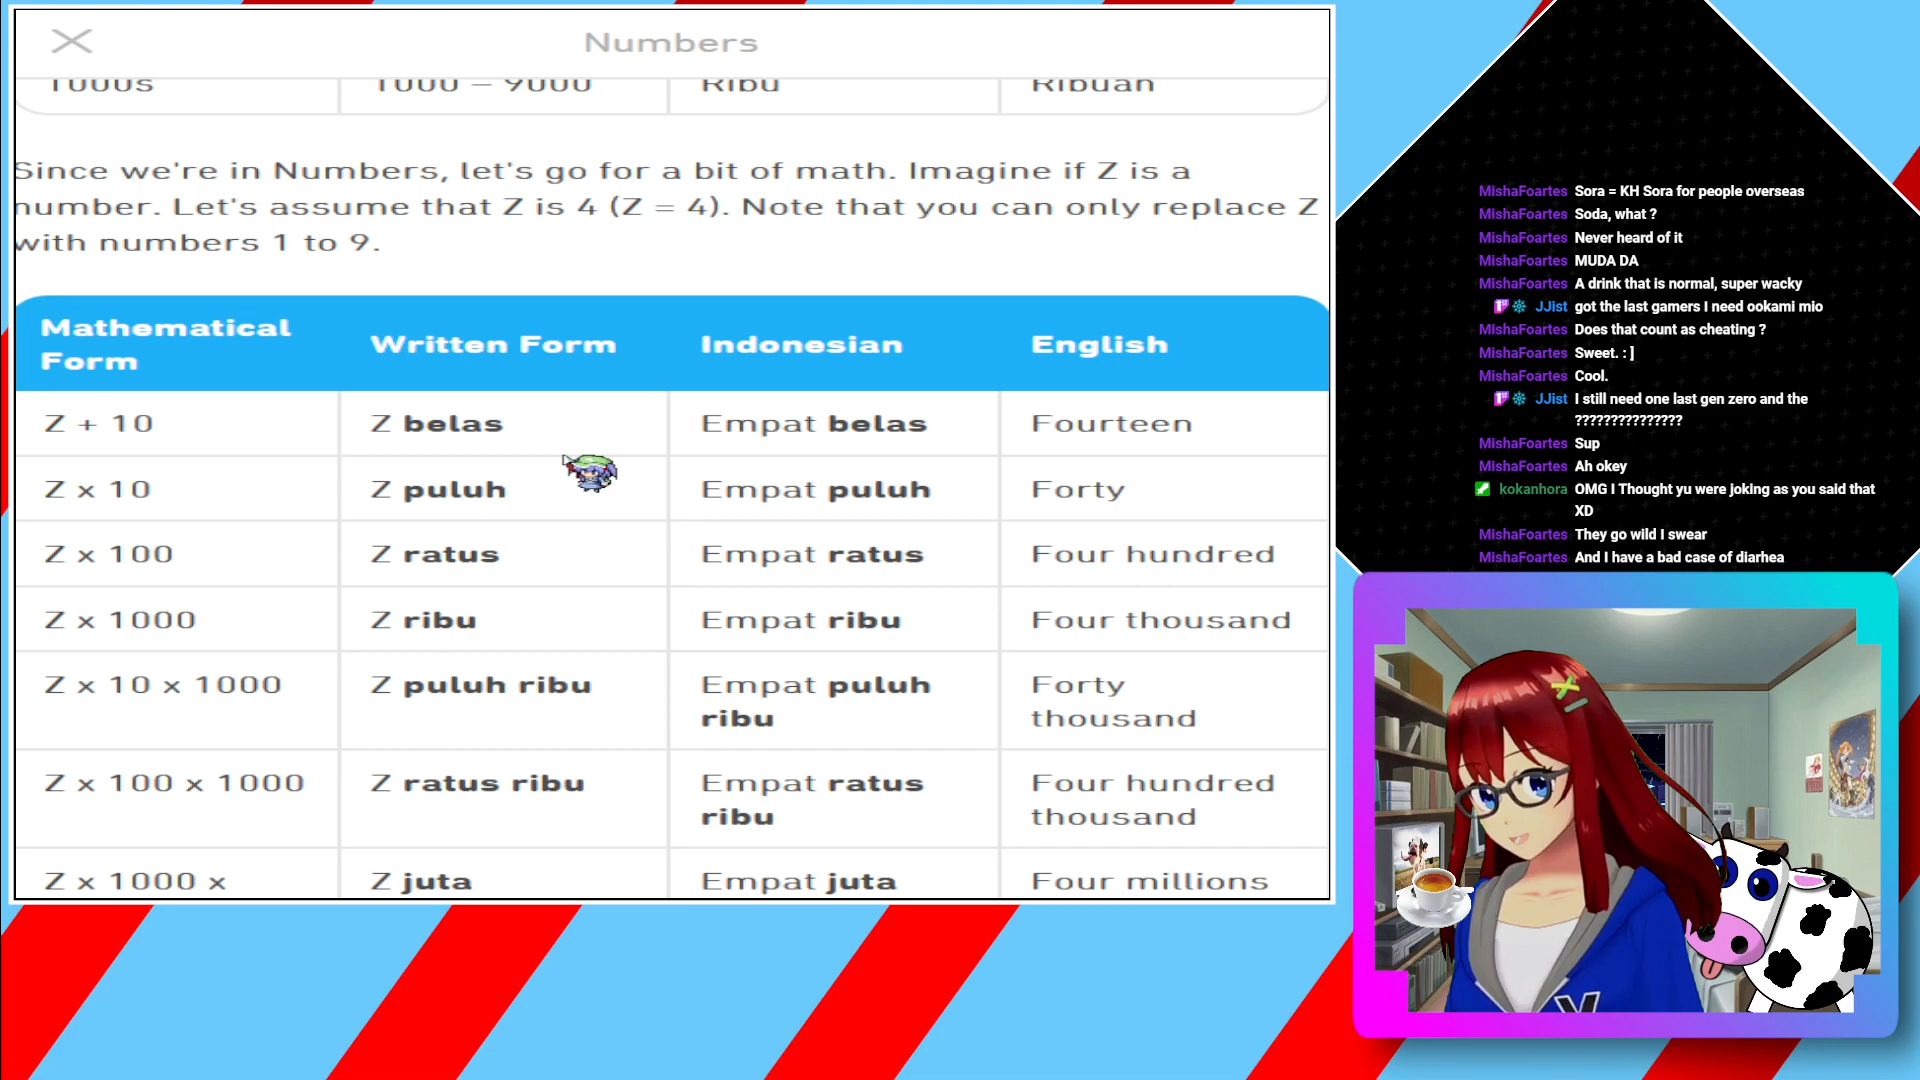 Numbers
1000s 1000 – 9000 Ribu Ribuan
Since we're in Numbers, let's go for a bit of math. Imagine if Z is a
number. Let's assume that Z is 4 (Z = 4). Note that you can only replace Z
with numbers 1 to 9.
Mathematical Form Written Form Indonesian English
Z + 10 Z belas Empat belas Fourteen
Z x 10 Z puluh Empat puluh Forty
Z x 100 Z ratus Empat ratus Four hundred
Z x 1000 Z ribu Empat ribu Four thousand
Z x 10 x 1000 Z puluh ribu Empat puluh ribu Forty thousand
Z x 100 x 1000 Z ratus ribu Empat ratus ribu Four hundred thousand
Z x 1000 x Z juta Empat juta Four millions
MishaFoartes Sora = KH Sora for people overseas
MishaFoartes Soda, what ?
MishaFoartes Never heard of it
MishaFoartes MUDA DA
MishaFoartes A drink that is normal, super wacky
JJist got the last gamers I need ookami mio
MishaFoartes Does that count as cheating ?
MishaFoartes Sweet. : ]
MishaFoartes Cool.
JJist I still need one last gen zero and the
???????????????
MishaFoartes Sup
MishaFoartes Ah okey
kokanhora OMG I Thought yu were joking as you said that
XD
MishaFoartes They go wild I swear
MishaFoartes And I have a bad case of diarhea